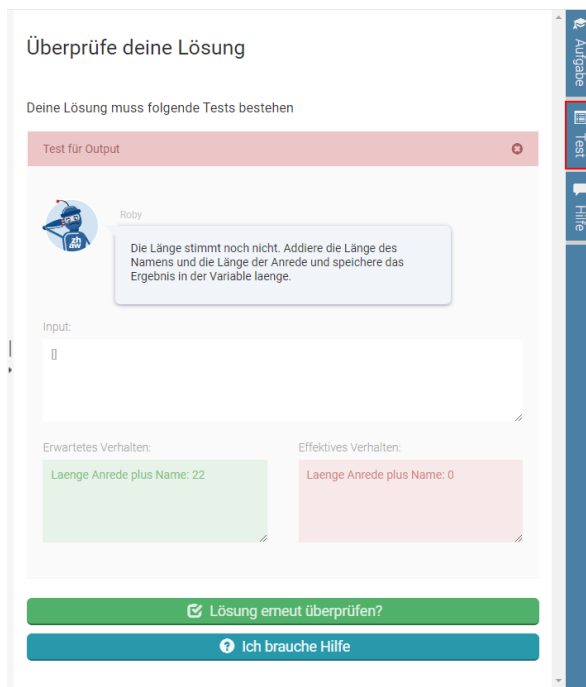 Überprüfe deine Lösung
Deine Lösung muss folgende Tests bestehen
Test für Output
Roby
zh
aw
Die Länge stimmt noch nicht. Addiere die Länge des
Namens und die Länge der Anrede und speichere das
Ergebnis in der Variable laenge.
Input:
[]
Erwartetes Verhalten:
Effektives Verhalten:
Laenge Anrede plus Name: 22
Laenge Anrede plus Name: 0
Lösung erneut überprüfen?
Ich brauche Hilfe
Aufgabe
Test
Hilfe